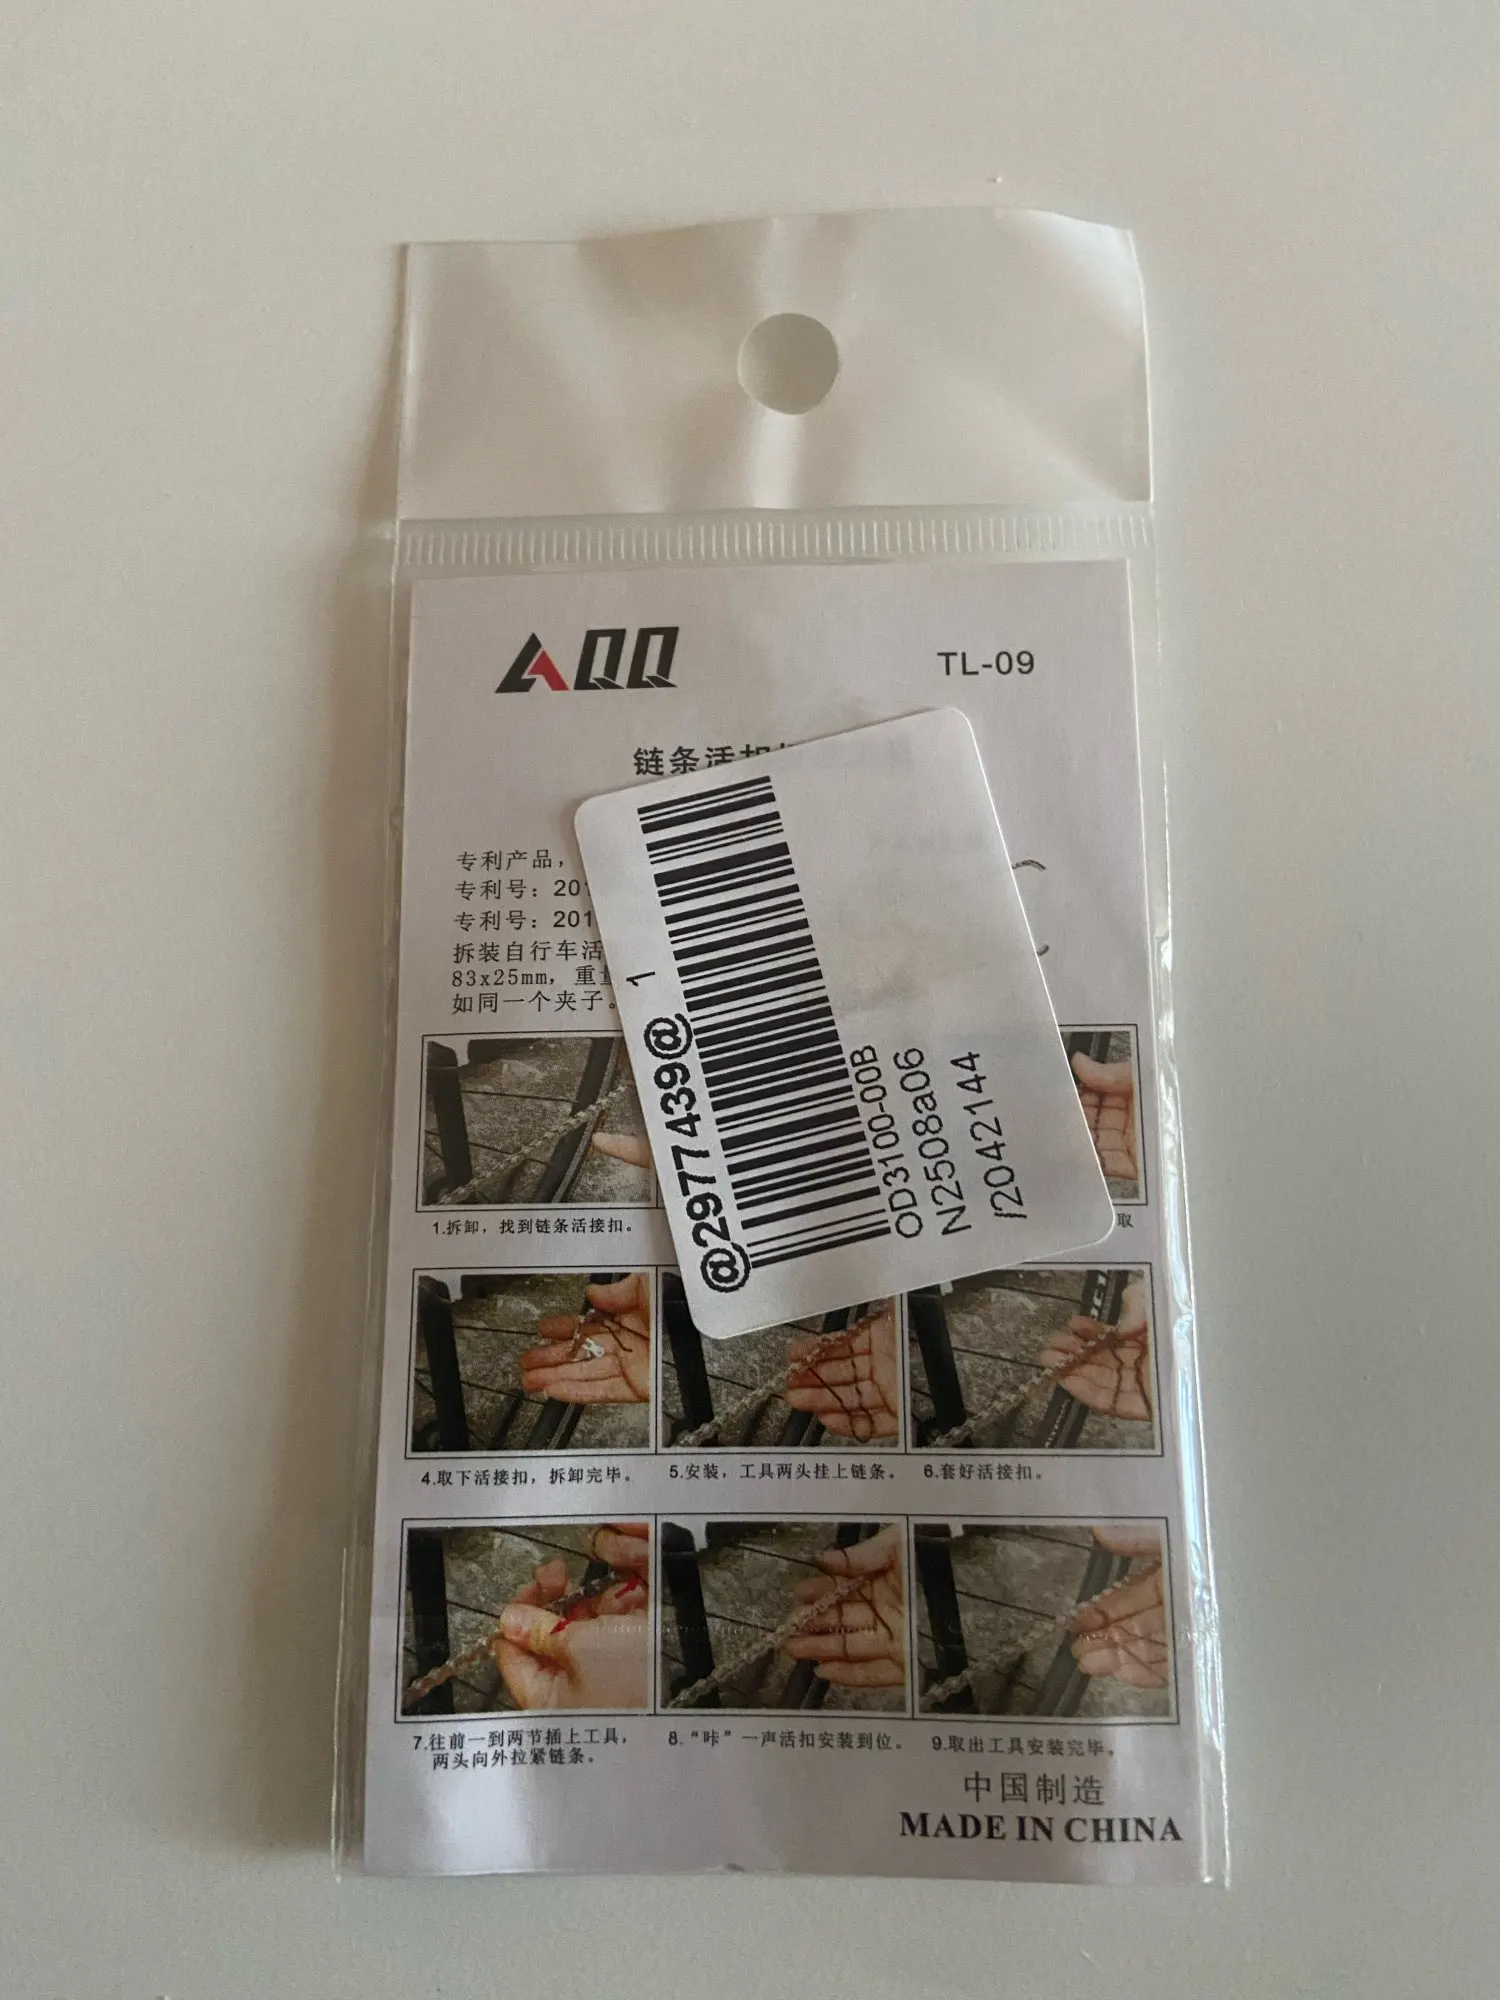 AQQ
TL-09
链条活扣
专利产品，
专利号：201
专利号：201
拆装自行车活
83x25mm，重量
如同一个夹子。
@2977439@ 1
OD3100-00B
N2508a06
I2042144
1.拆卸，找到链条活接扣。
取
4.取下活接扣，拆卸完毕。
5.安装，工具两头挂上链条。
6.套好活接扣。
7.往前一到两节插上工具，
两头向外拉紧链条。
8.“咔”一声活扣安装到位。
9.取出工具安装完毕。
中国制造
MADE IN CHINA